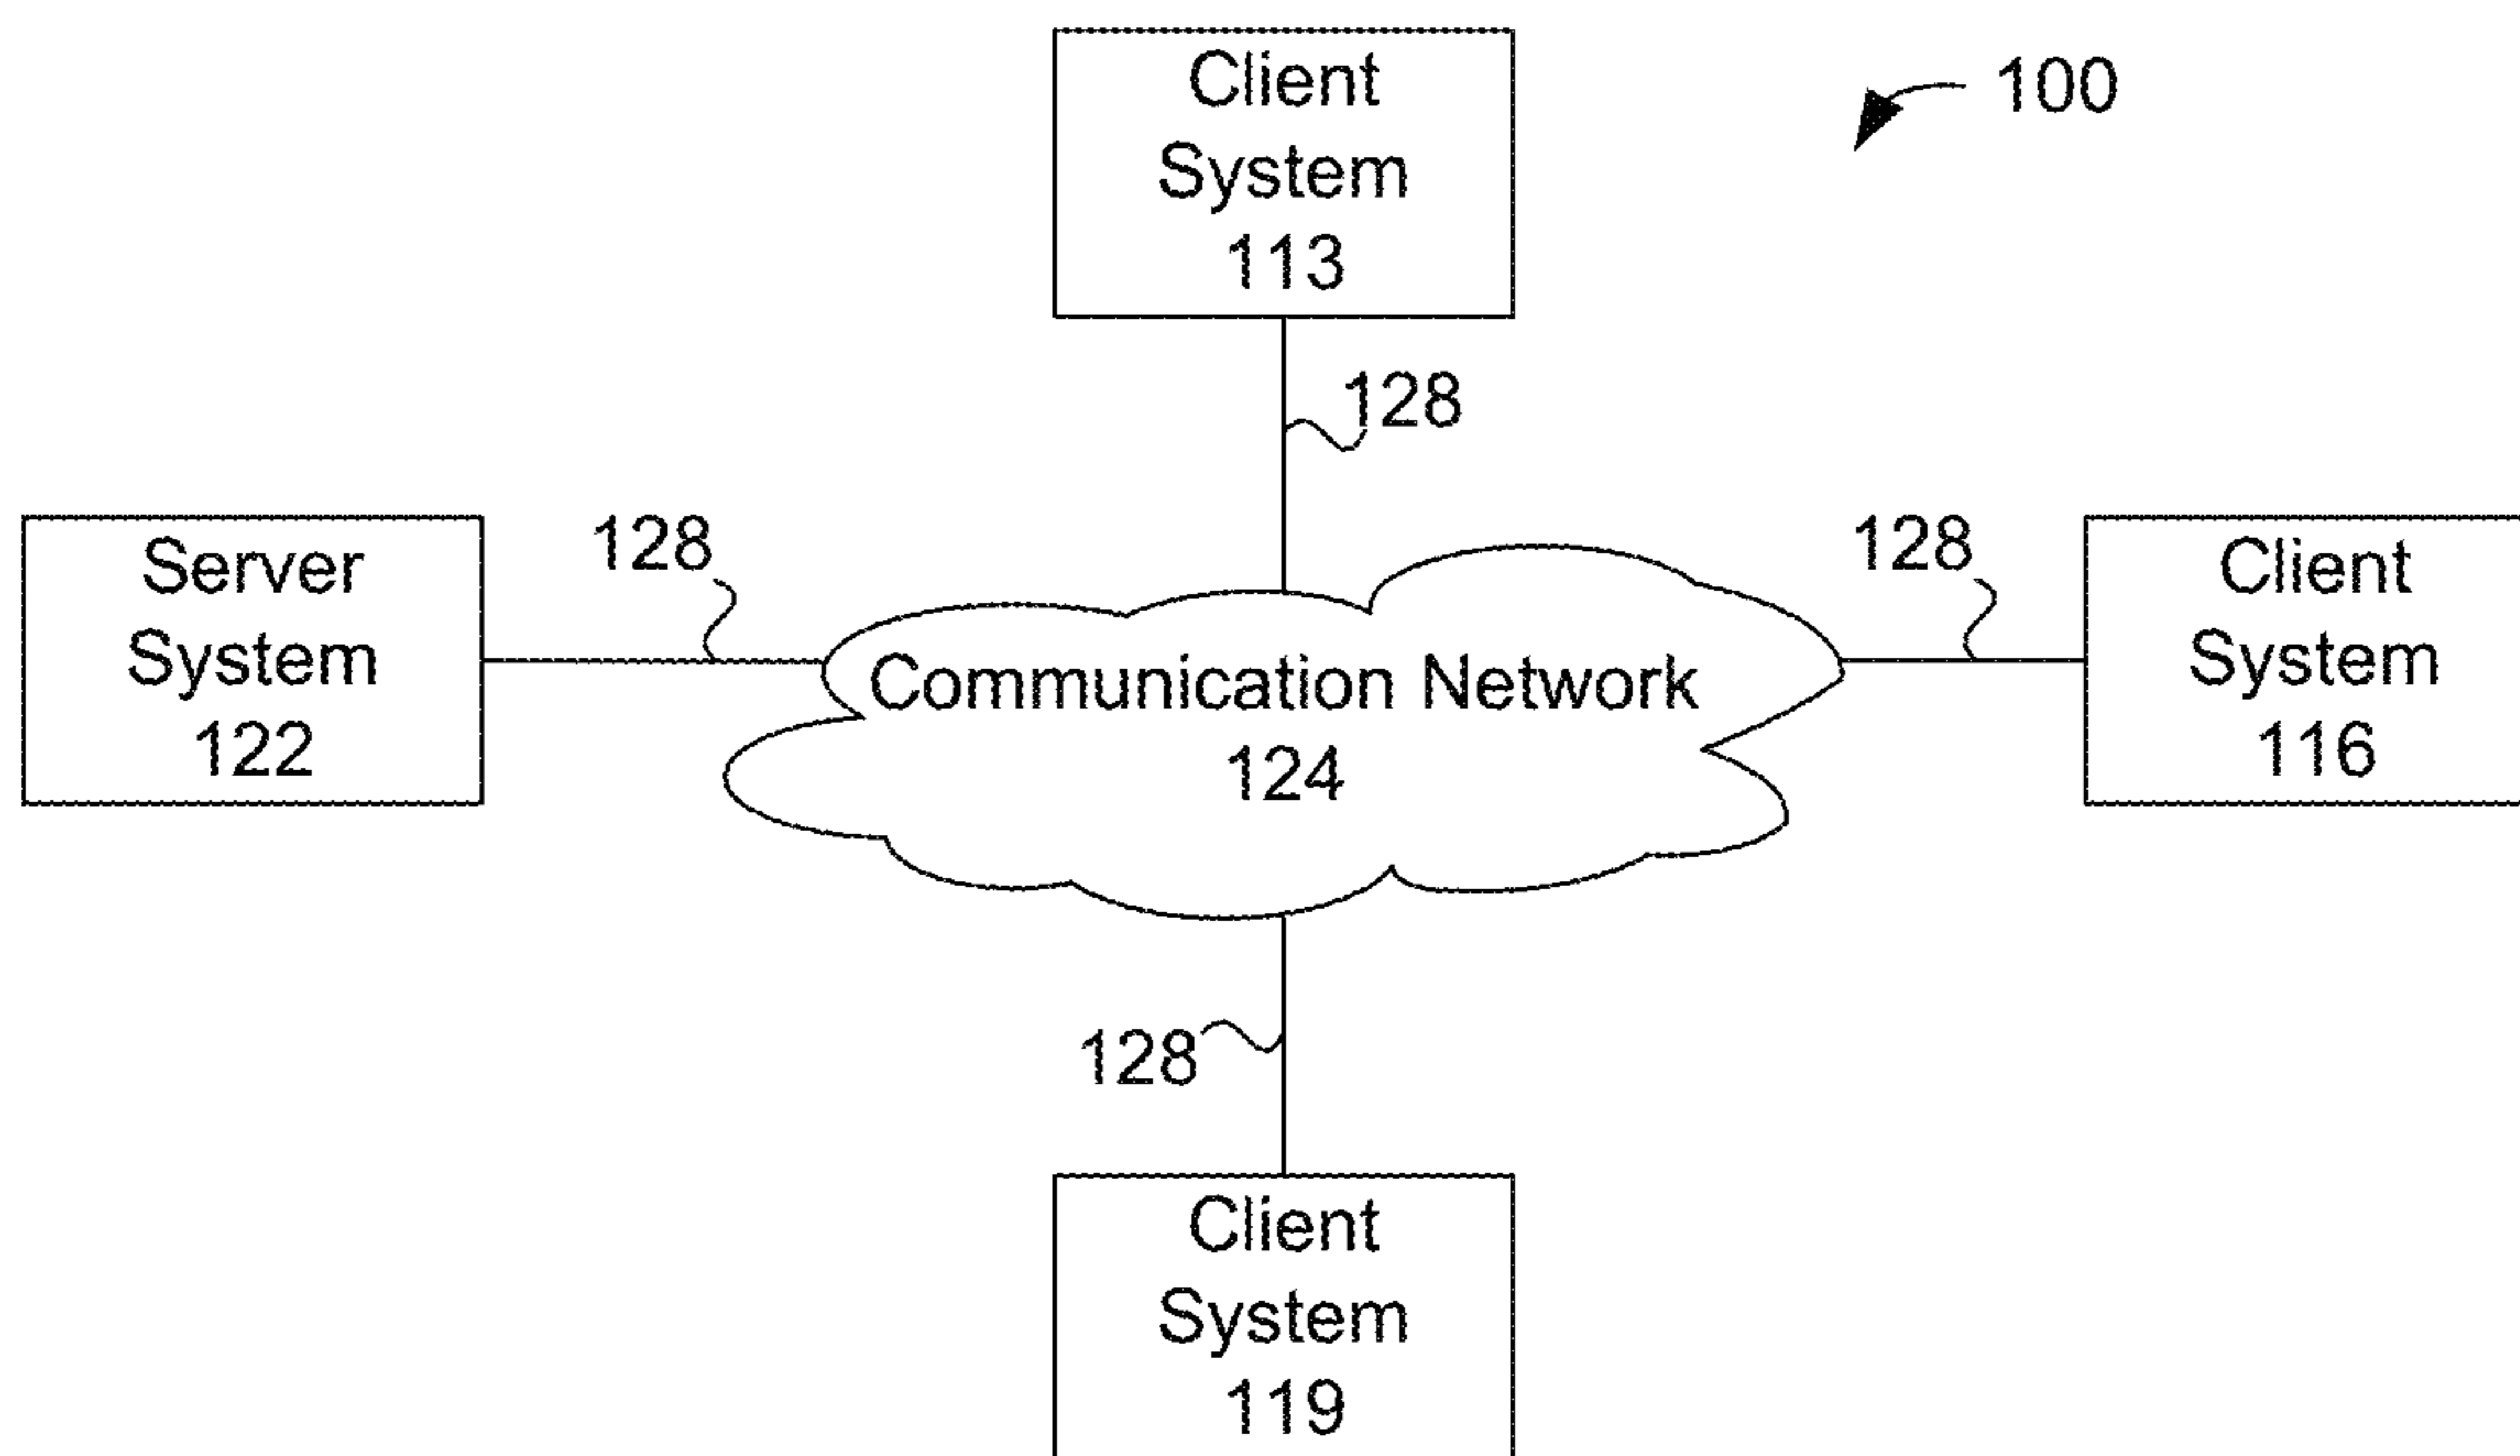 Client
System
113
100
128
Server
System
122
128
128
Client
System
116
Communication Network
124
128
Client
System
119